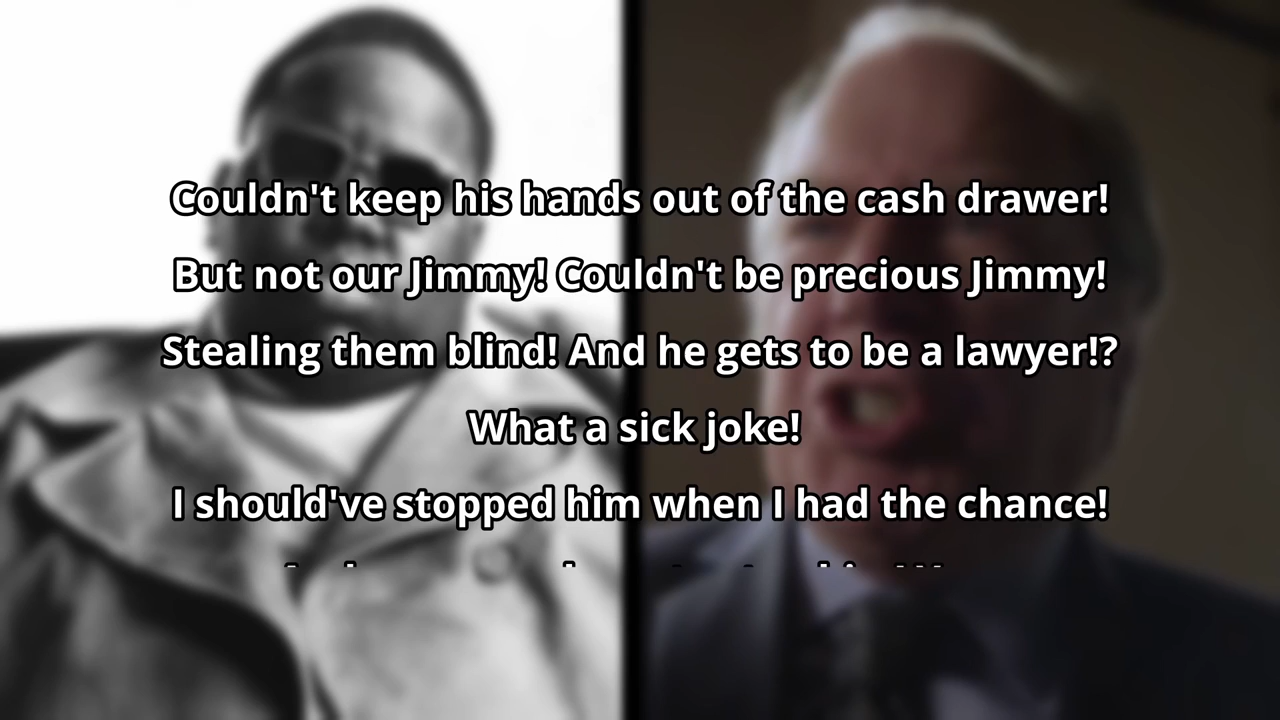 Couldn't keep his hands out of the cash drawer!
But not our Jimmy! Couldn't be precious Jimmy!
Stealing them blind! And he gets to be a lawyer!?
What a sick joke!
I should've stopped him when I had the chance!